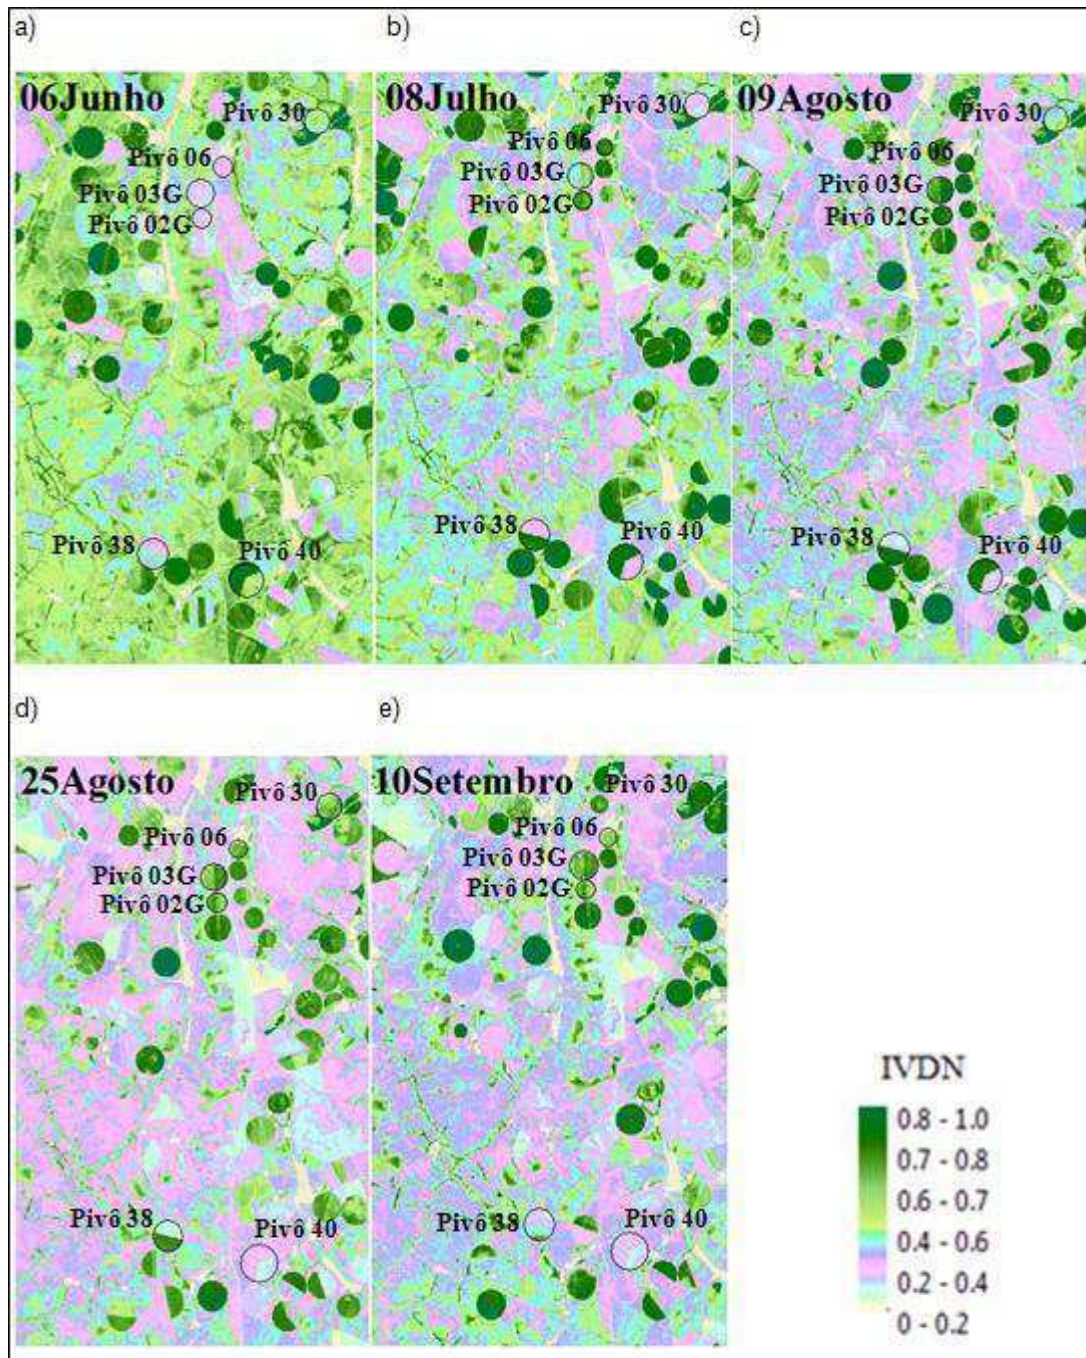 a)
b)
c)
06Junho
Pivô 30
Pivô 06
Pivô 03G
Pivô 02G
Pivô 38
Pivô 40
08Julho
Pivô 30
Pivô 06
Pivô 03G
Pivô 02G
Pivô 38
Pivô 40
09Agosto
Pivô 30
Pivô 06
Pivô 03G
Pivô 02G
Pivô 38
Pivô 40
d)
e)
25Agosto
Pivô 30
Pivô 06
Pivô 03G
Pivô 02G
Pivô 38
Pivô 40
10Setembro
Pivô 30
Pivô 06
Pivô 03G
Pivô 02G
Pivô 38
Pivô 40
IVDN
0.8 - 1.0
0.7 - 0.8
0.6 - 0.7
0.4 - 0.6
0.2 - 0.4
0 - 0.2